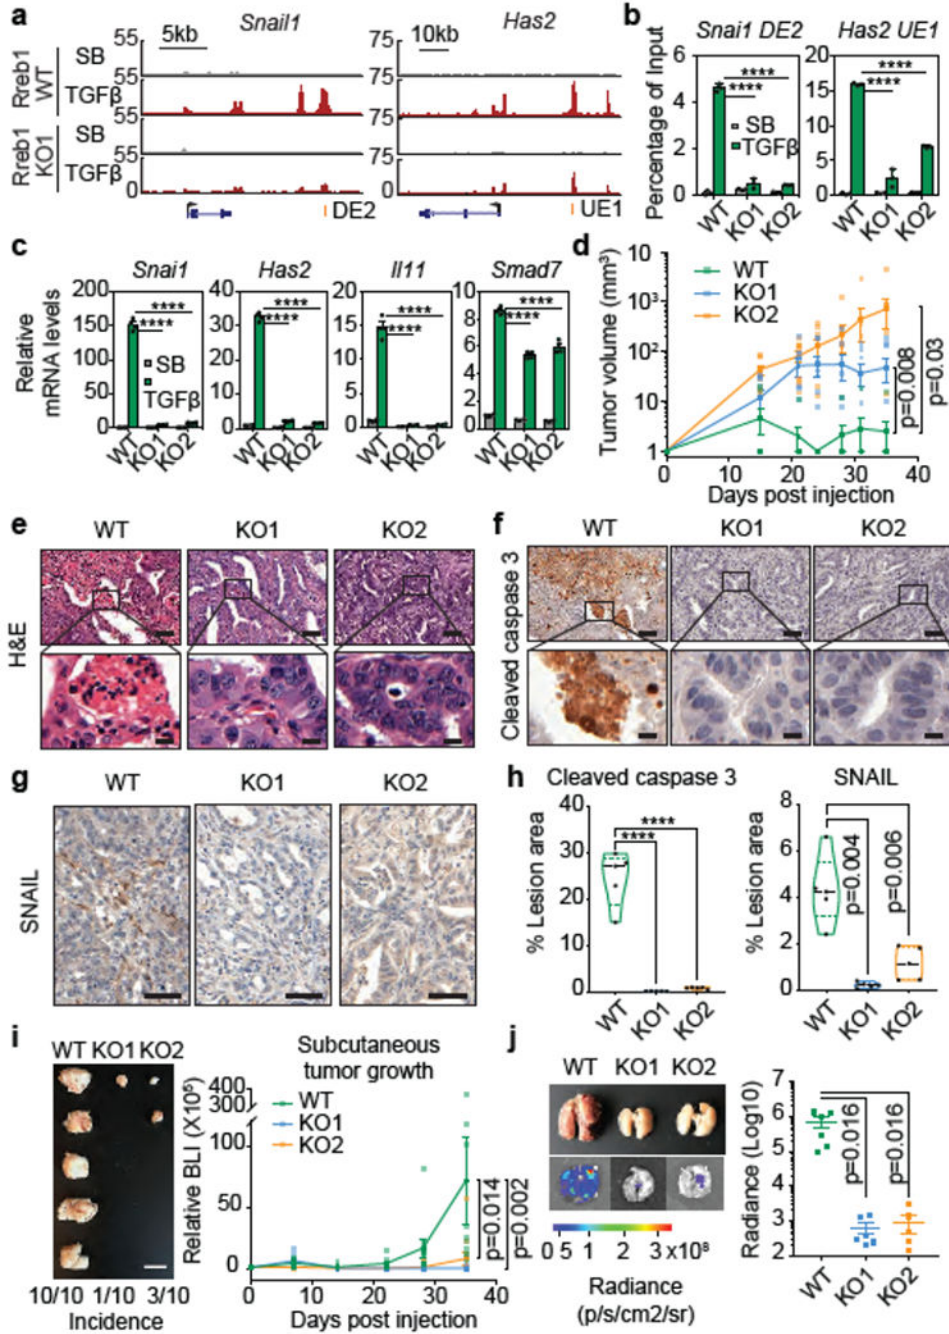 a
Snail1
Has2
5kb
10kb
Rreb1 WT
Rreb1 KO1
SB
TGFβ
SB
TGFβ
55
55
55
55
0
75
75
75
75
0
DE2
UE1
b
Snai1 DE2
Has2 UE1
Percentage of Input
6
4
2
0
20
15
10
5
0
****
****
****
****
SB
TGFβ
WT
KO1
KO2
WT
KO1
KO2
c
Snai1
Has2
Il11
Smad7
Relative
mRNA levels
200
150
100
50
0
40
30
20
10
0
20
15
10
5
0
10
8
6
4
2
0
****
****
****
****
****
****
****
****
SB
TGFβ
WT
KO1
KO2
WT
KO1
KO2
WT
KO1
KO2
WT
KO1
KO2
d
Tumor volume (mm³)
10
10³
10²
10
1
WT
KO1
KO2
p=0.008
p=0.03
0
10
20
30
40
Days post injection
e
WT
KO1
KO2
H&E
f
WT
KO1
KO2
Cleaved caspase 3
g
WT
KO1
KO2
SNAIL
h
Cleaved caspase 3
% Lesion area
40
30
20
10
0
****
****
WT
KO1
KO2
SNAIL
% Lesion area
8
6
4
2
0
p=0.004
p=0.006
WT
KO1
KO2
i
WT KO1 KO2
10/10 1/10 3/10
Incidence
Subcutaneous
tumor growth
Relative BLI (X10⁵)
400
300
100
50
0
WT
KO1
KO2
p=0.014
p=0.002
0
10
20
30
40
Days post injection
j
WT
KO1
KO2
0 5 1 2 3 x10⁸
Radiance
(p/s/cm2/sr)
Radiance (Log10)
10⁷
10⁶
10⁵
10³
10²
p=0.016
p=0.016
WT
KO1
KO2